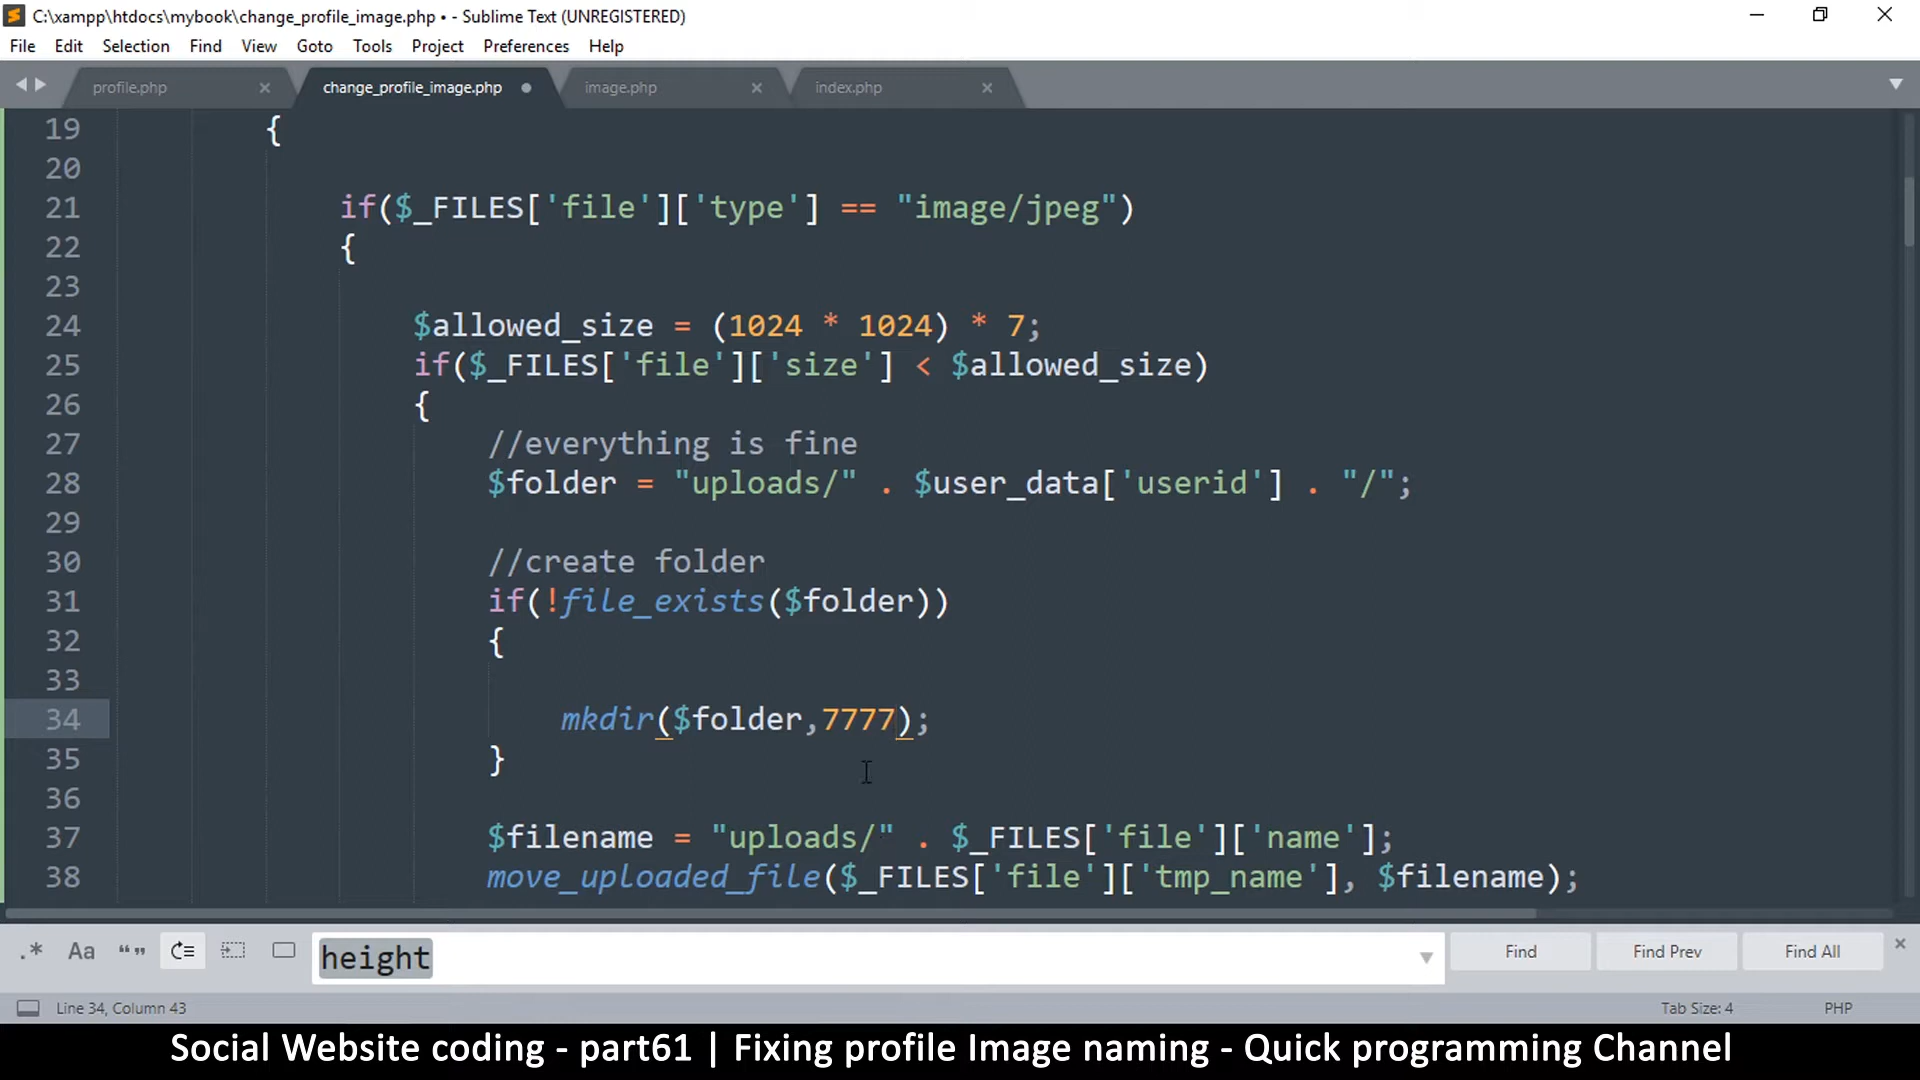 C:\xampp\htdocs\mybook\change_profile_image.php • - Sublime Text (UNREGISTERED)
File Edit Selection Find View Goto Tools Project Preferences Help
profile.php × change_profile_image.php image.php × index.php ×
19 {
20
21 if($_FILES['file']['type'] == "image/jpeg")
22 {
23
24 $allowed_size = (1024 * 1024) * 7;
25 if($_FILES['file']['size'] < $allowed_size)
26 {
27 //everything is fine
28 $folder = "uploads/" . $user_data['userid'] . "/";
29
30 //create folder
31 if(!file_exists($folder))
32 {
33
34 mkdir($folder,7777);
35 }
36
37 $filename = "uploads/" . $_FILES['file']['name'];
38 move_uploaded_file($_FILES['file']['tmp_name'], $filename);
.* Aa “” height Find Find Prev Find All ×
Line 34, Column 43 Tab Size: 4 PHP
Social Website coding - part61 | Fixing profile Image naming - Quick programming Channel